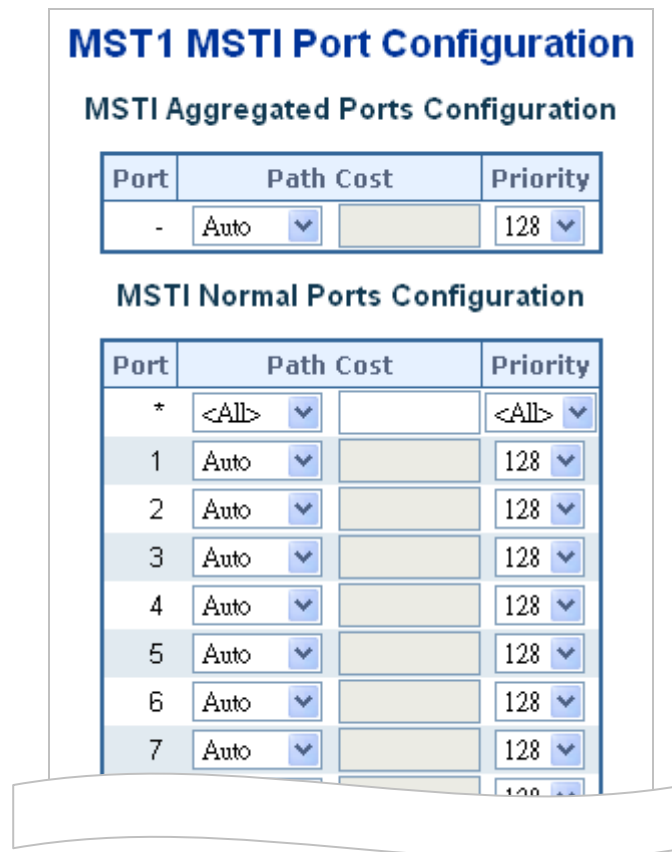 MST1 MSTI Port Configuration
MSTI Aggregated Ports Configuration
Port Path Cost Priority
- Auto 128
MSTI Normal Ports Configuration
Port Path Cost Priority
* <All> <All>
1 Auto 128
2 Auto 128
3 Auto 128
4 Auto 128
5 Auto 128
6 Auto 128
7 Auto 128